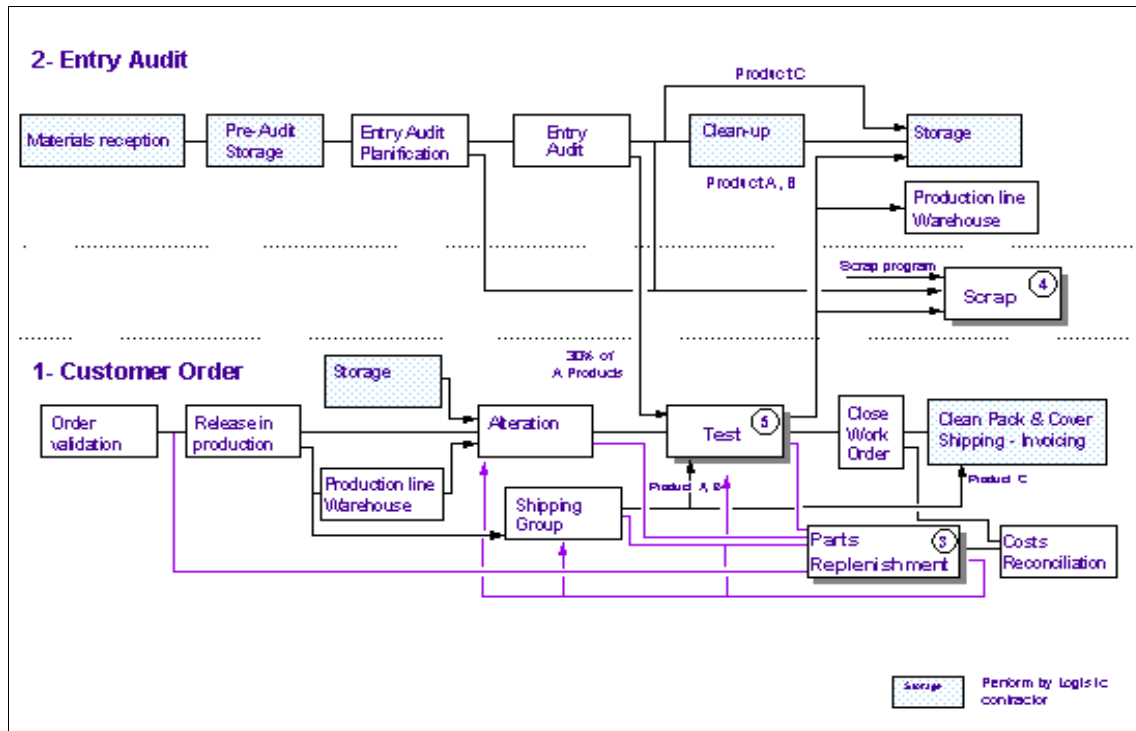 2- Entry Audit
Product C
Materials reception
Pre-Audit
Storage
Entry Audit
Planification
Entry
Audit
Clean-up
Storage
Product A, B
Production line
Warehouse
Scrap program
Scrap
4
1- Customer Order
30% of
A Products
Storage
Order
validation
Release in
production
Alteration
Test
5
Close
Work
Order
Clean Pack & Cover
Shipping - Invoicing
Production line
Warehouse
Product A, B
Product C
Shipping
Group
Parts
Replenishment
3
Costs
Reconciliation
Storage
Perform by Logistic
contractor